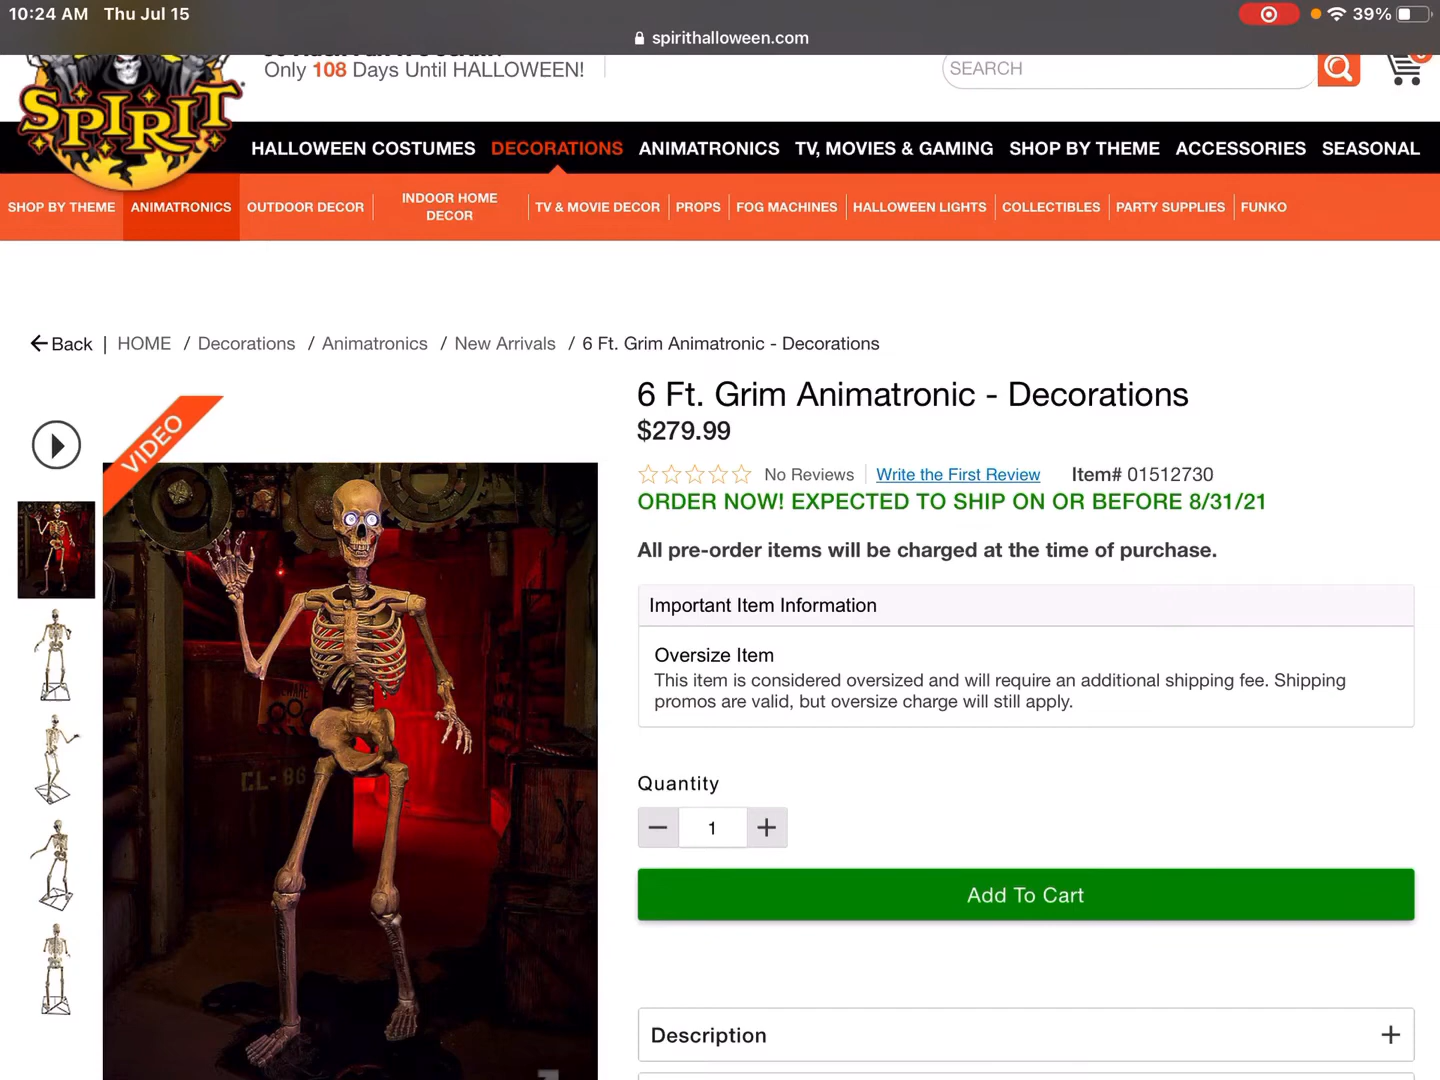 10:24 AM Thu Jul 15
39%
spirithalloween.com
Only 108 Days Until HALLOWEEN!
SEARCH
SPIRIT
HALLOWEEN COSTUMES DECORATIONS ANIMATRONICS TV, MOVIES & GAMING SHOP BY THEME ACCESSORIES SEASONAL
SHOP BY THEME ANIMATRONICS OUTDOOR DECOR INDOOR HOME DECOR TV & MOVIE DECOR PROPS FOG MACHINES HALLOWEEN LIGHTS COLLECTIBLES PARTY SUPPLIES FUNKO
Back | HOME / Decorations / Animatronics / New Arrivals / 6 Ft. Grim Animatronic - Decorations
VIDEO
CL-86
6 Ft. Grim Animatronic - Decorations
$279.99
No Reviews Write the First Review Item# 01512730
ORDER NOW! EXPECTED TO SHIP ON OR BEFORE 8/31/21
All pre-order items will be charged at the time of purchase.
Important Item Information
Oversize Item
This item is considered oversized and will require an additional shipping fee. Shipping
promos are valid, but oversize charge will still apply.
Quantity
1
Add To Cart
Description